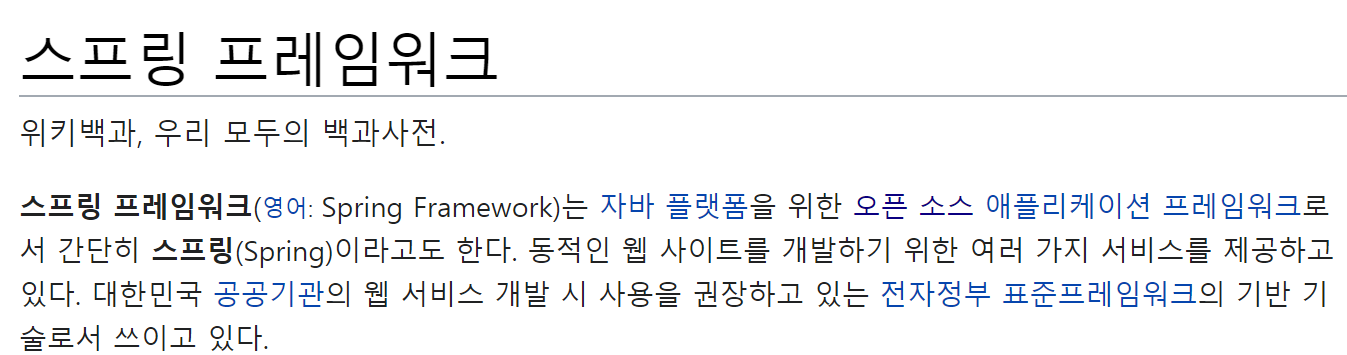 스프링 프레임워크
위키백과, 우리 모두의 백과사전.
스프링 프레임워크(영어: Spring Framework)는 자바 플랫폼을 위한 오픈 소스 애플리케이션 프레임워크로
서 간단히 스프링(Spring)이라고도 한다. 동적인 웹 사이트를 개발하기 위한 여러 가지 서비스를 제공하고
있다. 대한민국 공공기관의 웹 서비스 개발 시 사용을 권장하고 있는 전자정부 표준프레임워크의 기반 기
술로서 쓰이고 있다.